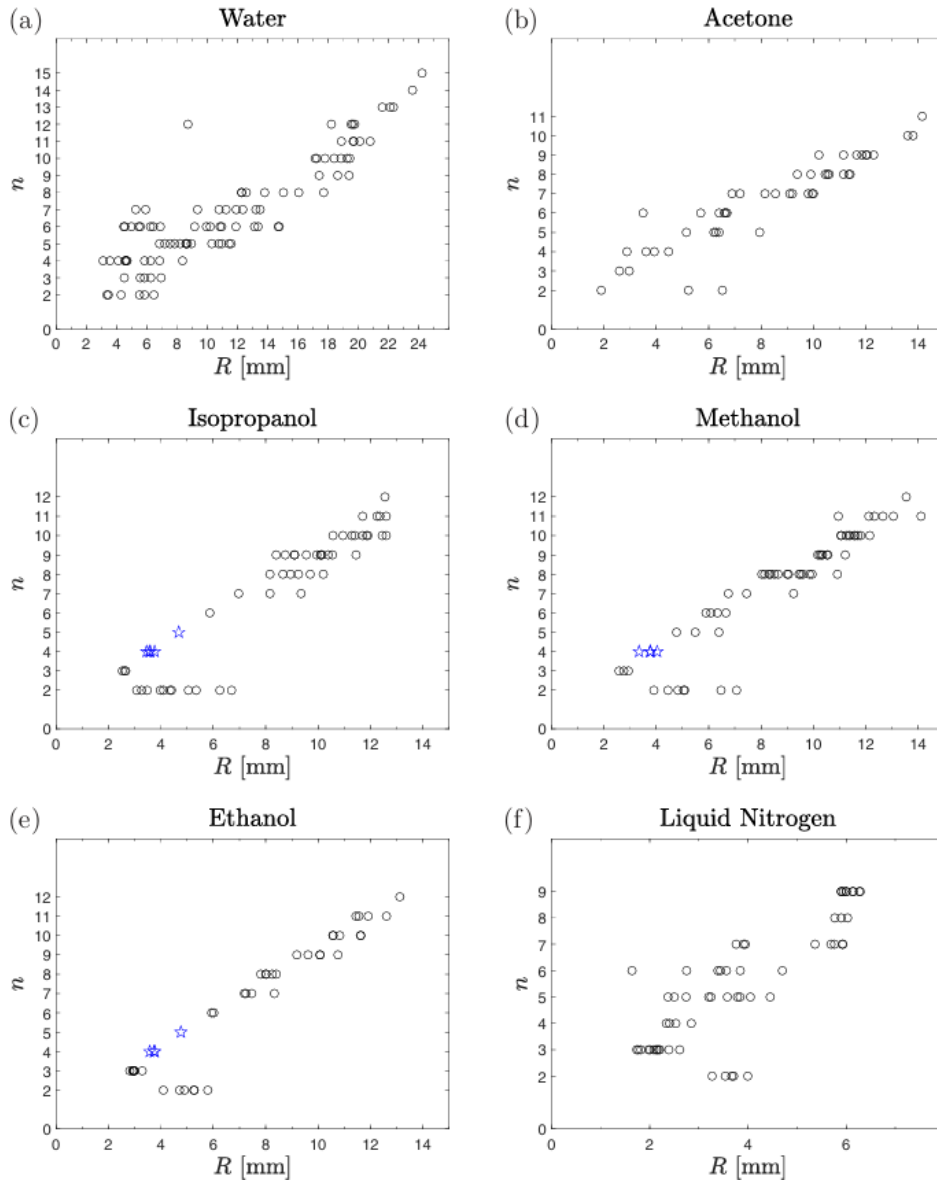 (a) Water
n
15
14
13
12
11
10
9
8
7
6
5
4
3
2
0
0 2 4 6 8 10 12 14 16 18 20 22 24
R [mm]
(b) Acetone
n
11
10
9
8
7
6
5
4
3
2
0
0 2 4 6 8 10 12 14
R [mm]
(c) Isopropanol
n
12
11
10
9
8
7
6
5
4
3
2
0
0 2 4 6 8 10 12 14
R [mm]
(d) Methanol
n
12
11
10
9
8
7
6
5
4
3
2
0
0 2 4 6 8 10 12 14
R [mm]
(e) Ethanol
n
12
11
10
9
8
7
6
5
4
3
2
0
0 2 4 6 8 10 12 14
R [mm]
(f) Liquid Nitrogen
n
9
8
7
6
5
4
3
2
0
0 2 4 6
R [mm]